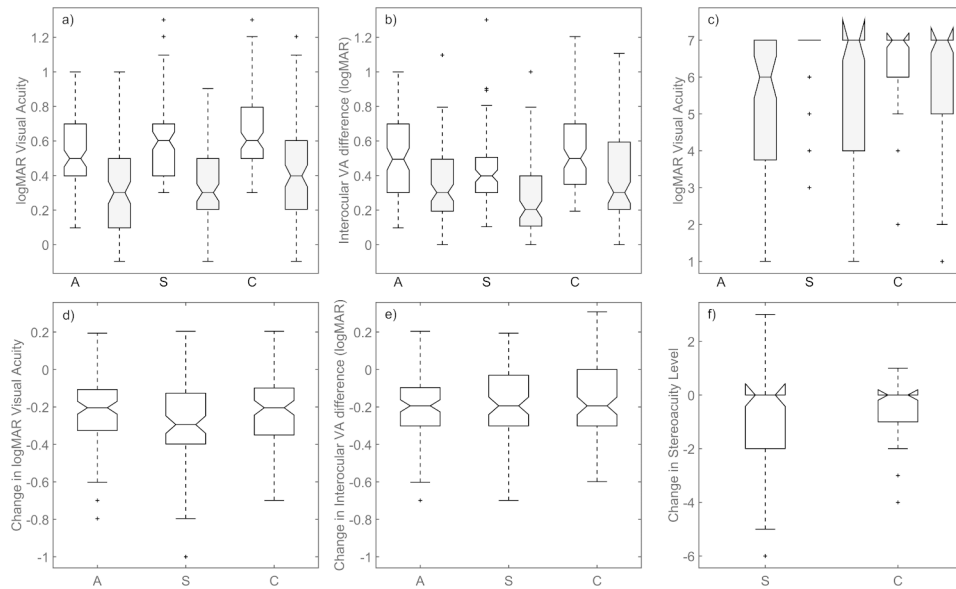 a)
logMAR Visual Acuity
1.2
1
0.8
0.6
0.4
0.2
0
A
S
C
b)
Interocular VA difference (logMAR)
1.2
1
0.8
0.6
0.4
0.2
0
A
S
C
c)
logMAR Visual Acuity
7
6
5
4
3
2
1
A
S
C
d)
Change in logMAR Visual Acuity
0.2
0
-0.2
-0.4
-0.6
-0.8
-1
A
S
C
e)
Change in Interocular VA difference (logMAR)
0.2
0
-0.2
-0.4
-0.6
-0.8
-1
A
S
C
f)
Change in Stereoacuity Level
2
-0
-2
-4
-6
S
C